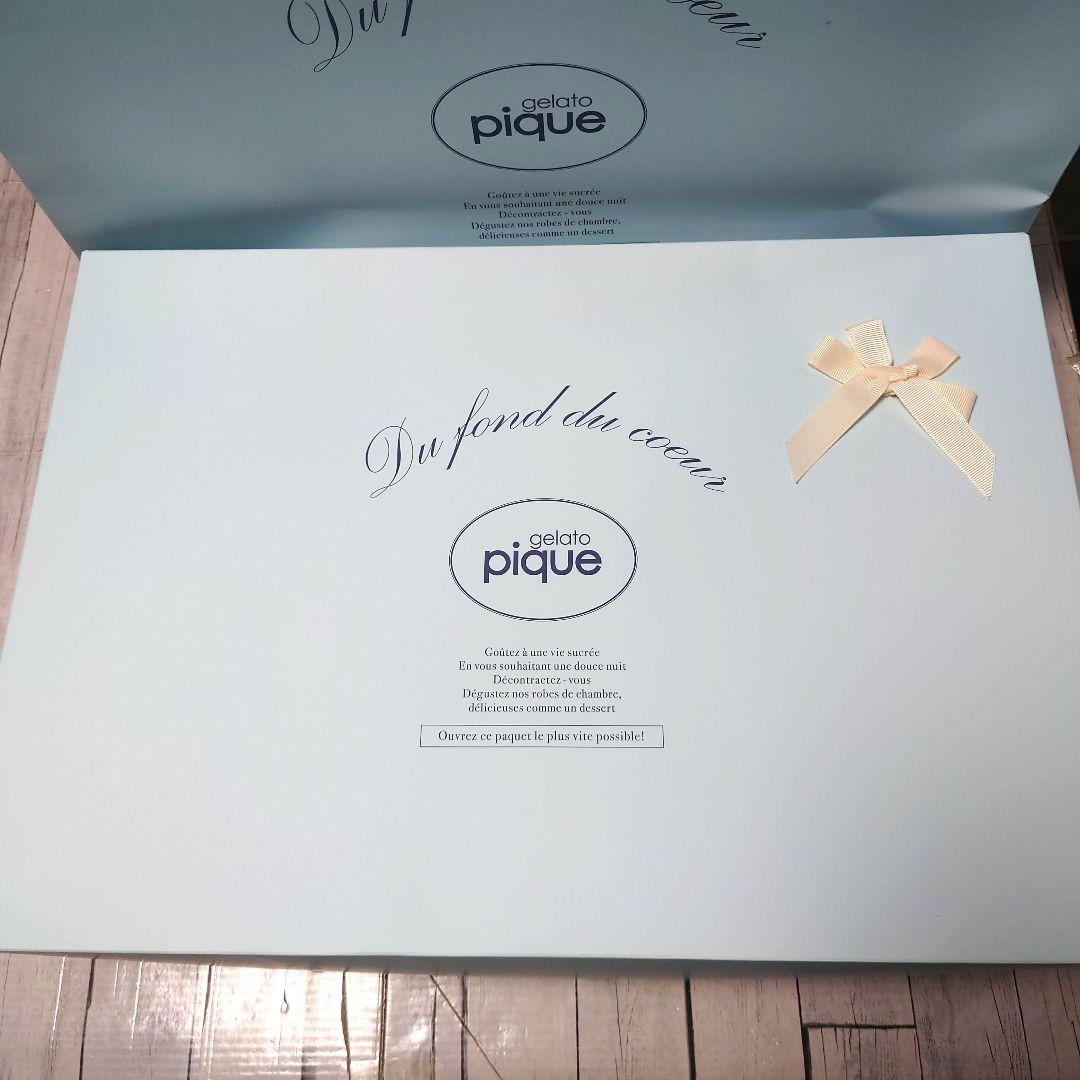 Du
coeur
gelato
pique
Goûtez à une vie sucrée
En vous souhaitant une douce nuit
Décontractez-vous
Dégustez nos robes de chambre,
délicieuses comme un dessert
Du fond du coeur
gelato
pique
Goûtez à une vie sucrée
En vous souhaitant une douce nuit
Décontractez-vous
Dégustez nos robes de chambre,
délicieuses comme un dessert
Ouvrez ce paquet le plus vite possible!